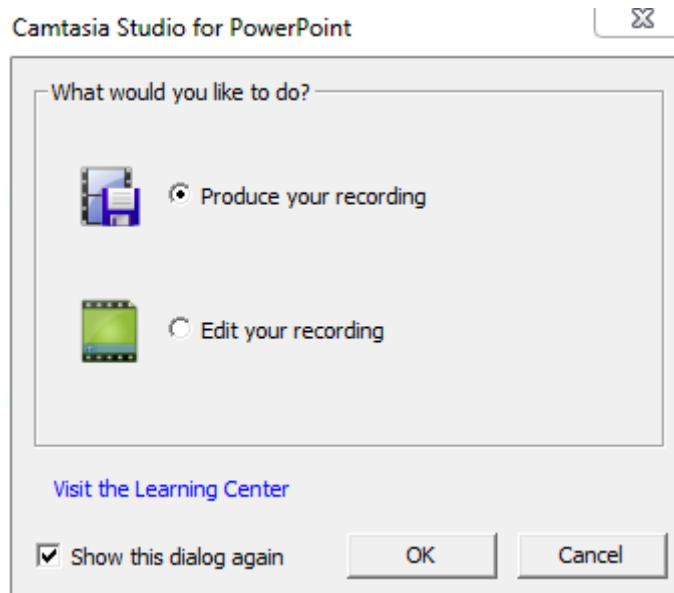 Camtasia Studio for PowerPoint
What would you like to do?
Produce your recording
Edit your recording
Visit the Learning Center
Show this dialog again
OK
Cancel